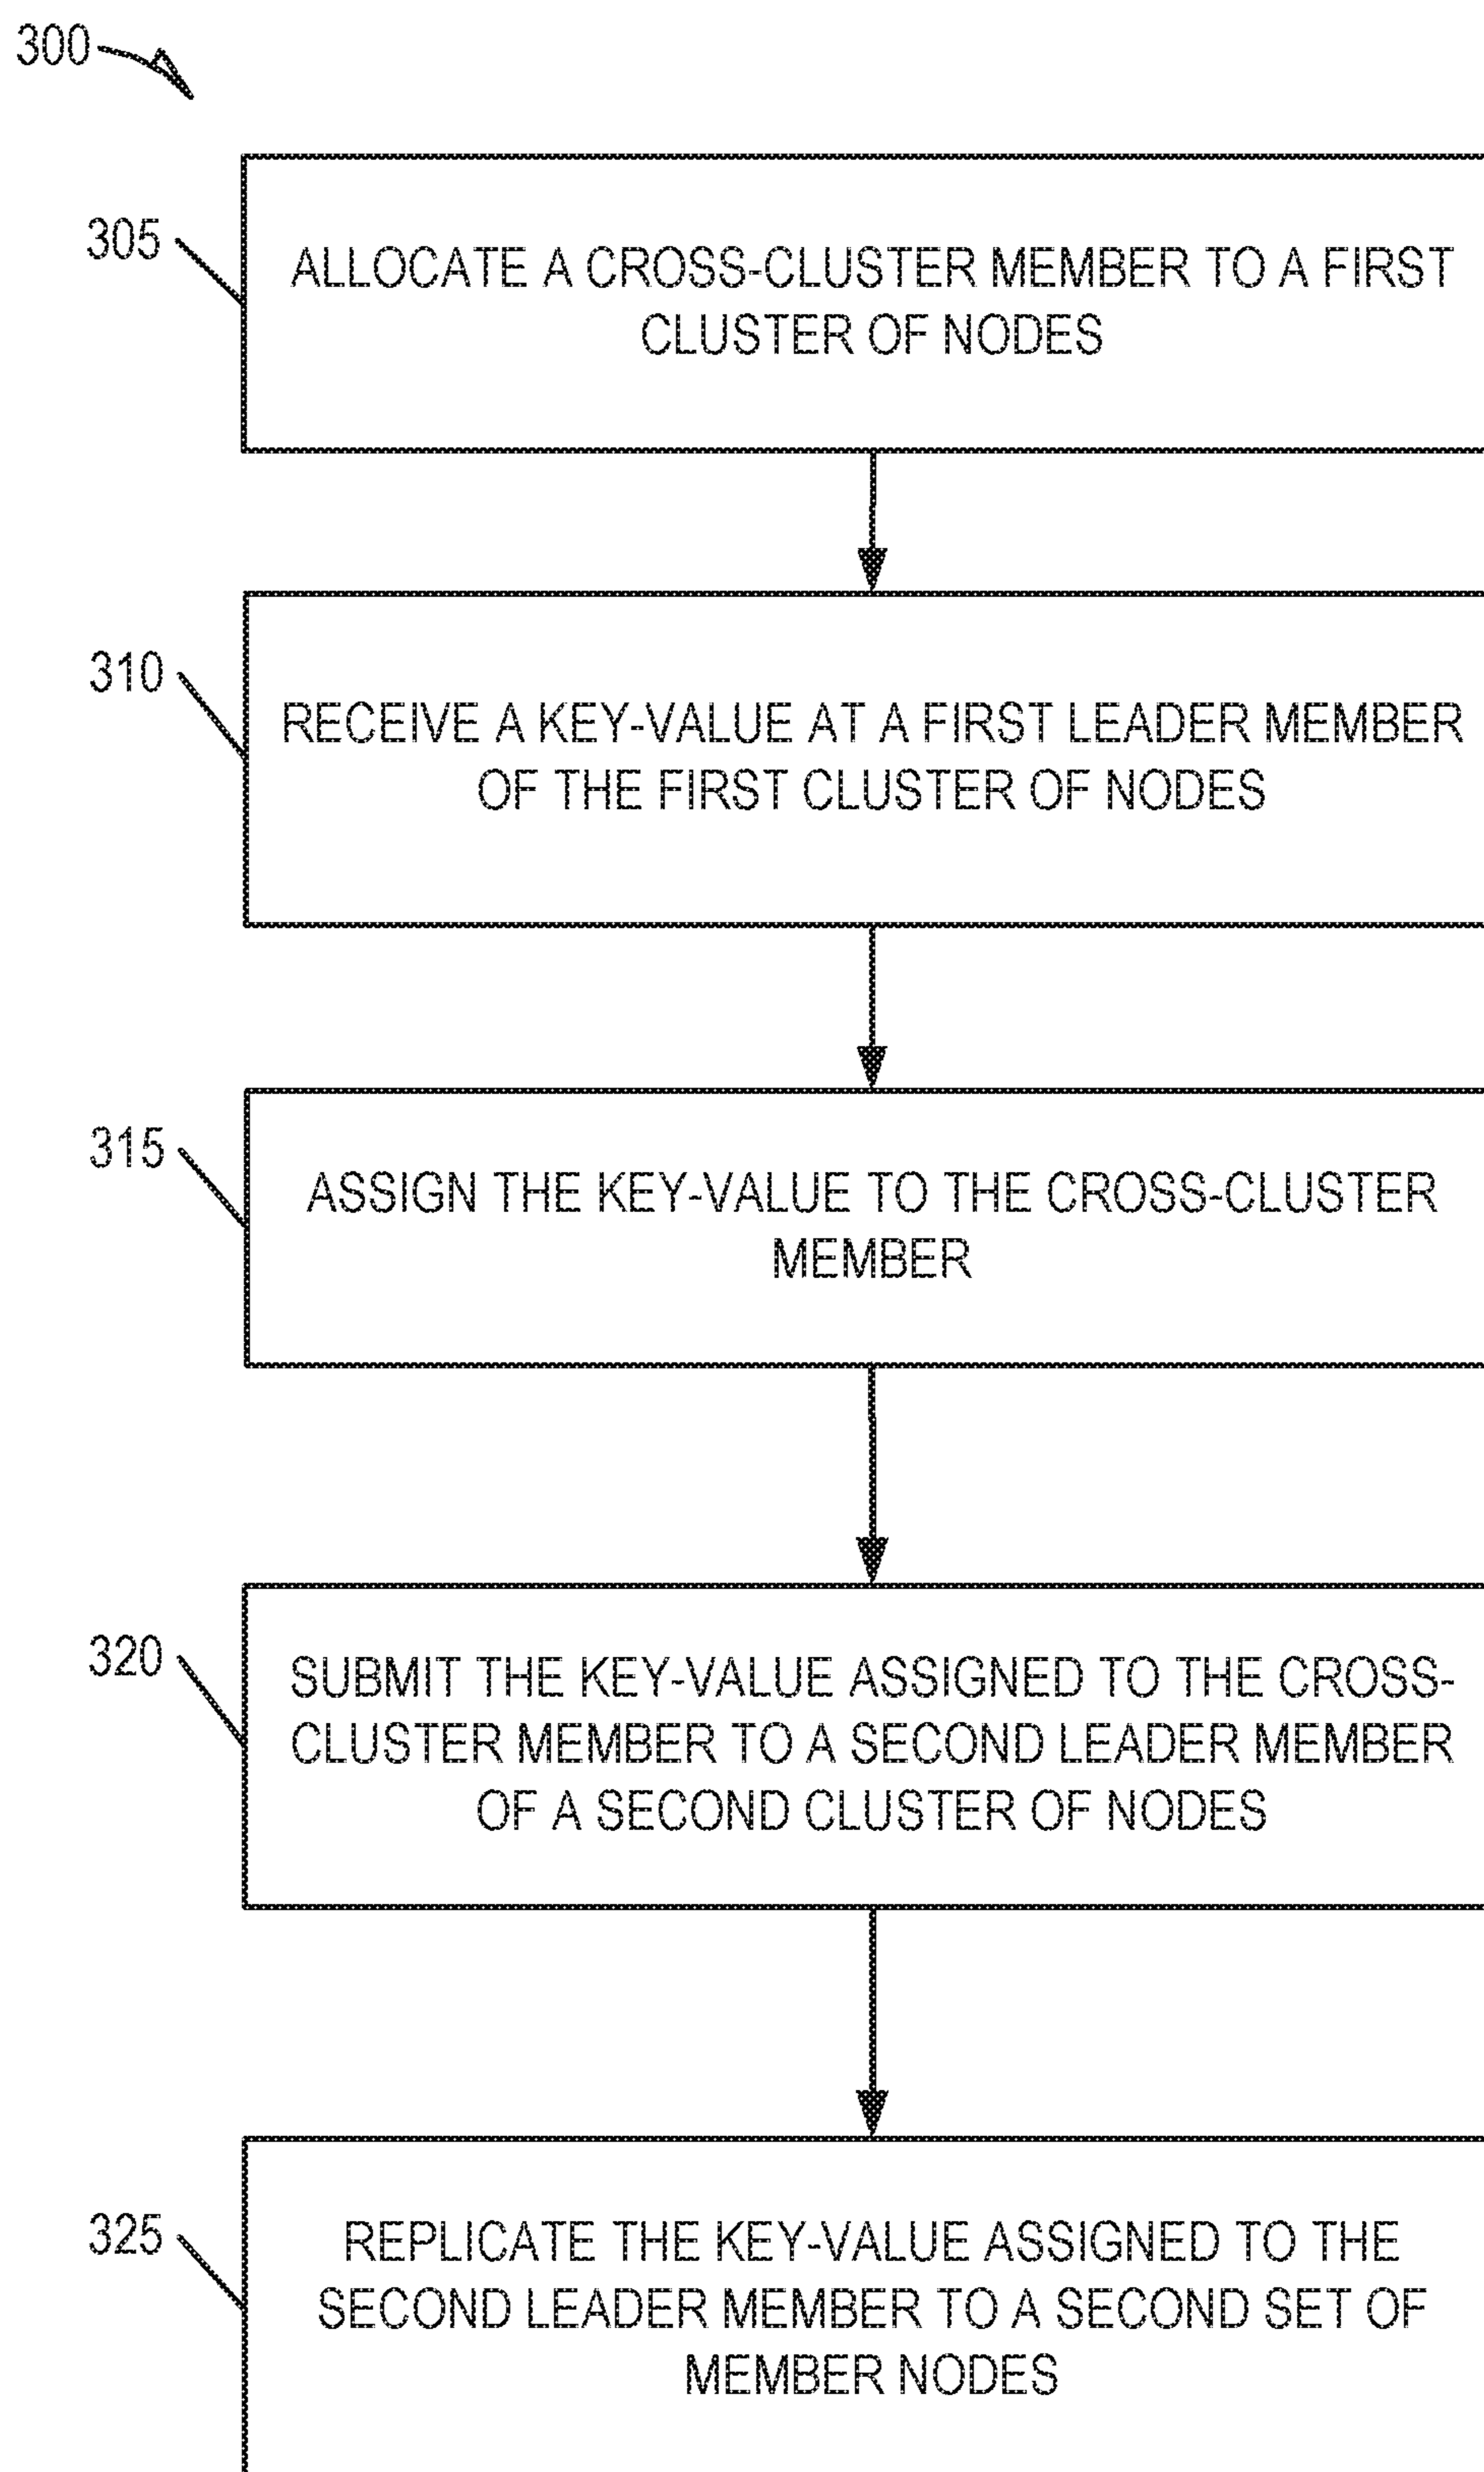 300
305
ALLOCATE A CROSS-CLUSTER MEMBER TO A FIRST
CLUSTER OF NODES
310
RECEIVE A KEY-VALUE AT A FIRST LEADER MEMBER
OF THE FIRST CLUSTER OF NODES
315
ASSIGN THE KEY-VALUE TO THE CROSS-CLUSTER
MEMBER
320
SUBMIT THE KEY-VALUE ASSIGNED TO THE CROSS-
CLUSTER MEMBER TO A SECOND LEADER MEMBER
OF A SECOND CLUSTER OF NODES
325
REPLICATE THE KEY-VALUE ASSIGNED TO THE
SECOND LEADER MEMBER TO A SECOND SET OF
MEMBER NODES